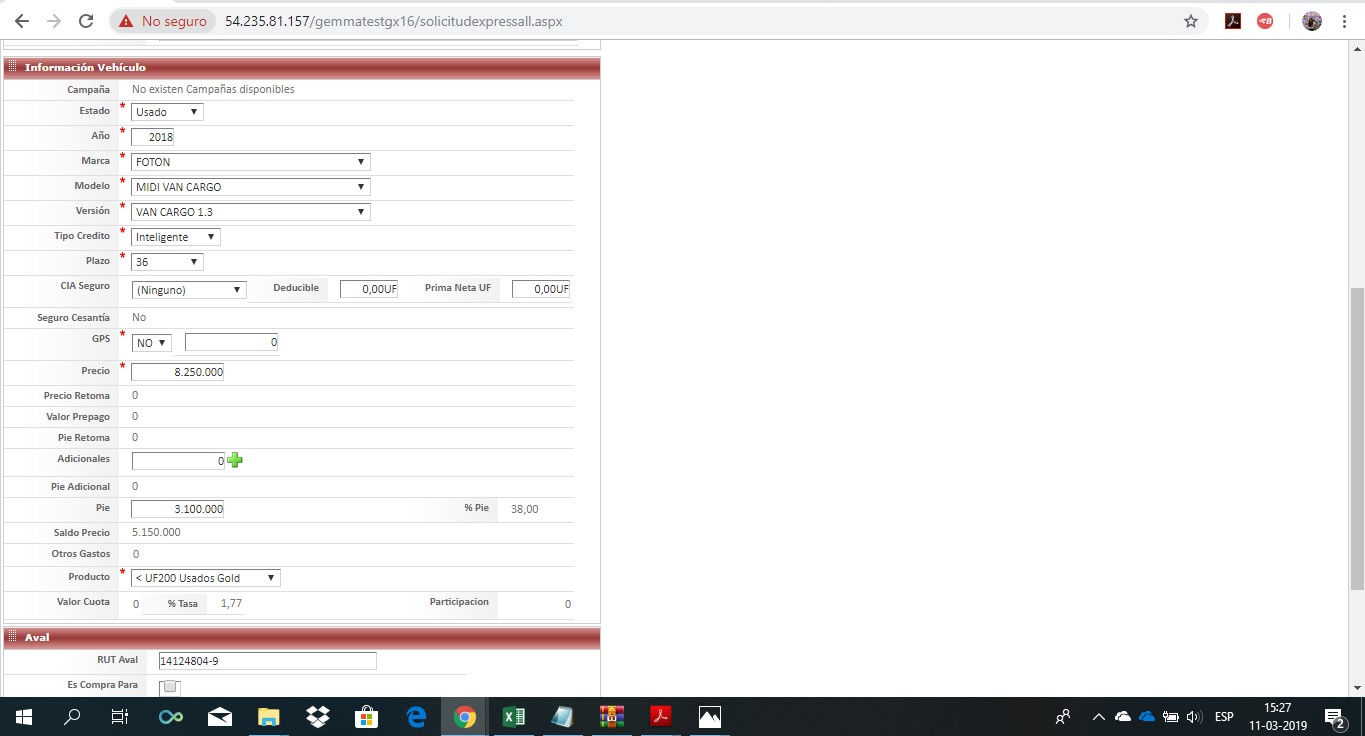 No seguro 54.235.81.157/gemmatestgx16/solicitudexpressall.aspx
Información Vehículo
Campaña No existen Campañas disponibles
Estado * Usado
Año * 2018
Marca * FOTON
Modelo * MIDI VAN CARGO
Versión * VAN CARGO 1.3
Tipo Credito * Inteligente
Plazo * 36
CIA Seguro (Ninguno) Deducible 0,00UF Prima Neta UF 0,00UF
Seguro Cesantía No
GPS * NO 0
Precio * 8.250.000
Precio Retoma 0
Valor Prepago 0
Pie Retoma 0
Adicionales 0
Pie Adicional 0
Pie 3.100.000 % Pie 38,00
Saldo Precio 5.150.000
Otros Gastos 0
Producto * < UF200 Usados Gold
Valor Cuota 0 % Tasa 1,77 Participacion 0
Aval
RUT Aval 14124804-9
Es Compra Para
ESP 15:27
11-03-2019 2